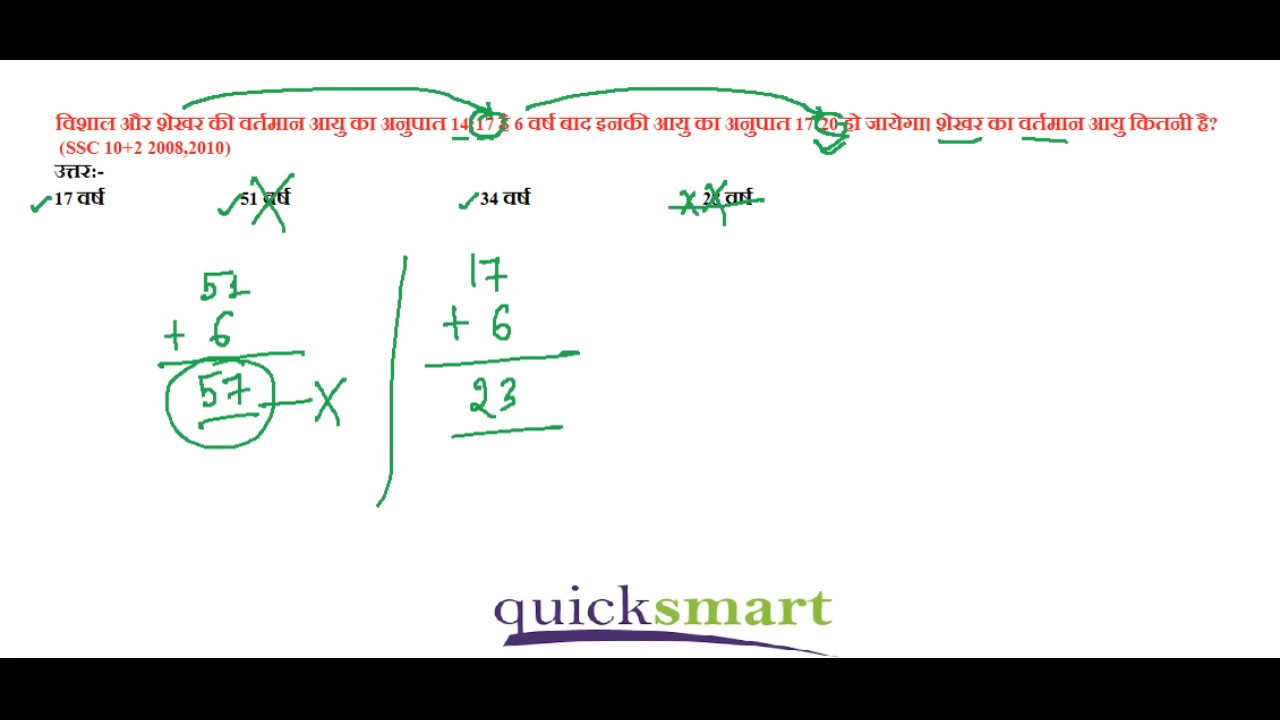 विशाल और शेखर की वर्तमान आयु का अनुपात 14:17 है 6 वर्ष बाद इनकी आयु का अनुपात 17:20 हो जायेगा। शेखर का वर्तमान आयु कितनी है?
(SSC 10+2 2008,2010)
उत्तर:-
17 वर्ष 51 वर्ष 34 वर्ष 28 वर्ष
51 17
+ 6 + 6
57 X 23
quicksmart